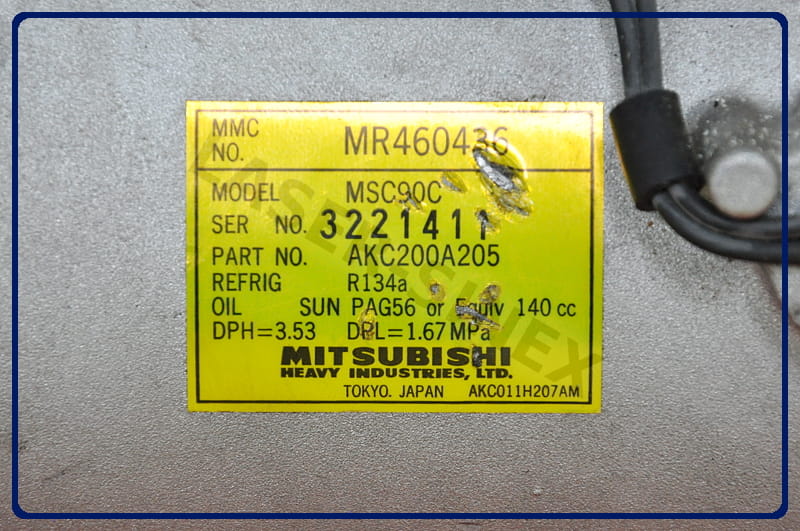 MMC
NO. MR460436
MODEL MSC90C
SER NO. 3221411
PART NO. AKC200A205
REFRIG R134a
OIL SUN PAG56 or Equiv 140 cc
DPH=3.53 DPL=1.67 MPa
MITSUBISHI
HEAVY INDUSTRIES, LTD.
TOKYO. JAPAN AKC011H207AM